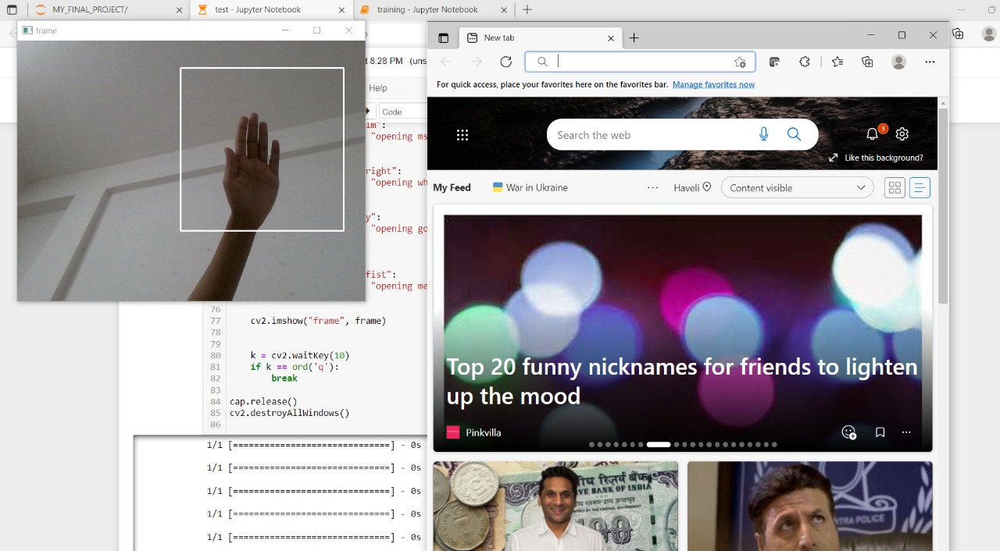 MY_FINAL_PROJECT/
test - Jupyter Notebook
training - Jupyter Notebook
frame
New tab
t 8:28 PM (uns
For quick access, place your favorites here on the favorites bar. Manage favorites now
Help
Code
lm":
"opening ms
right":
"opening wh
y":
"opening go
fist":
"opening me
76
77 cv2.imshow("frame", frame)
78
79
80 k = cv2.waitKey(10)
81 if k == ord('q'):
82 break
83
84 cap.release()
85 cv2.destroyAllWindows()
86
1/1 [==============================] - 0s
1/1 [==============================] - 0s
1/1 [==============================] - 0s
1/1 [==============================] - 0s
1/1 [==============================] - 0s
Search the web
3
Like this background?
My Feed
War in Ukraine
Haveli
Content visible
Top 20 funny nicknames for friends to lighten
up the mood
Pinkvilla
रिज़र्व बैंक
VE BANK OF INDIA
100
NTRA POLICE